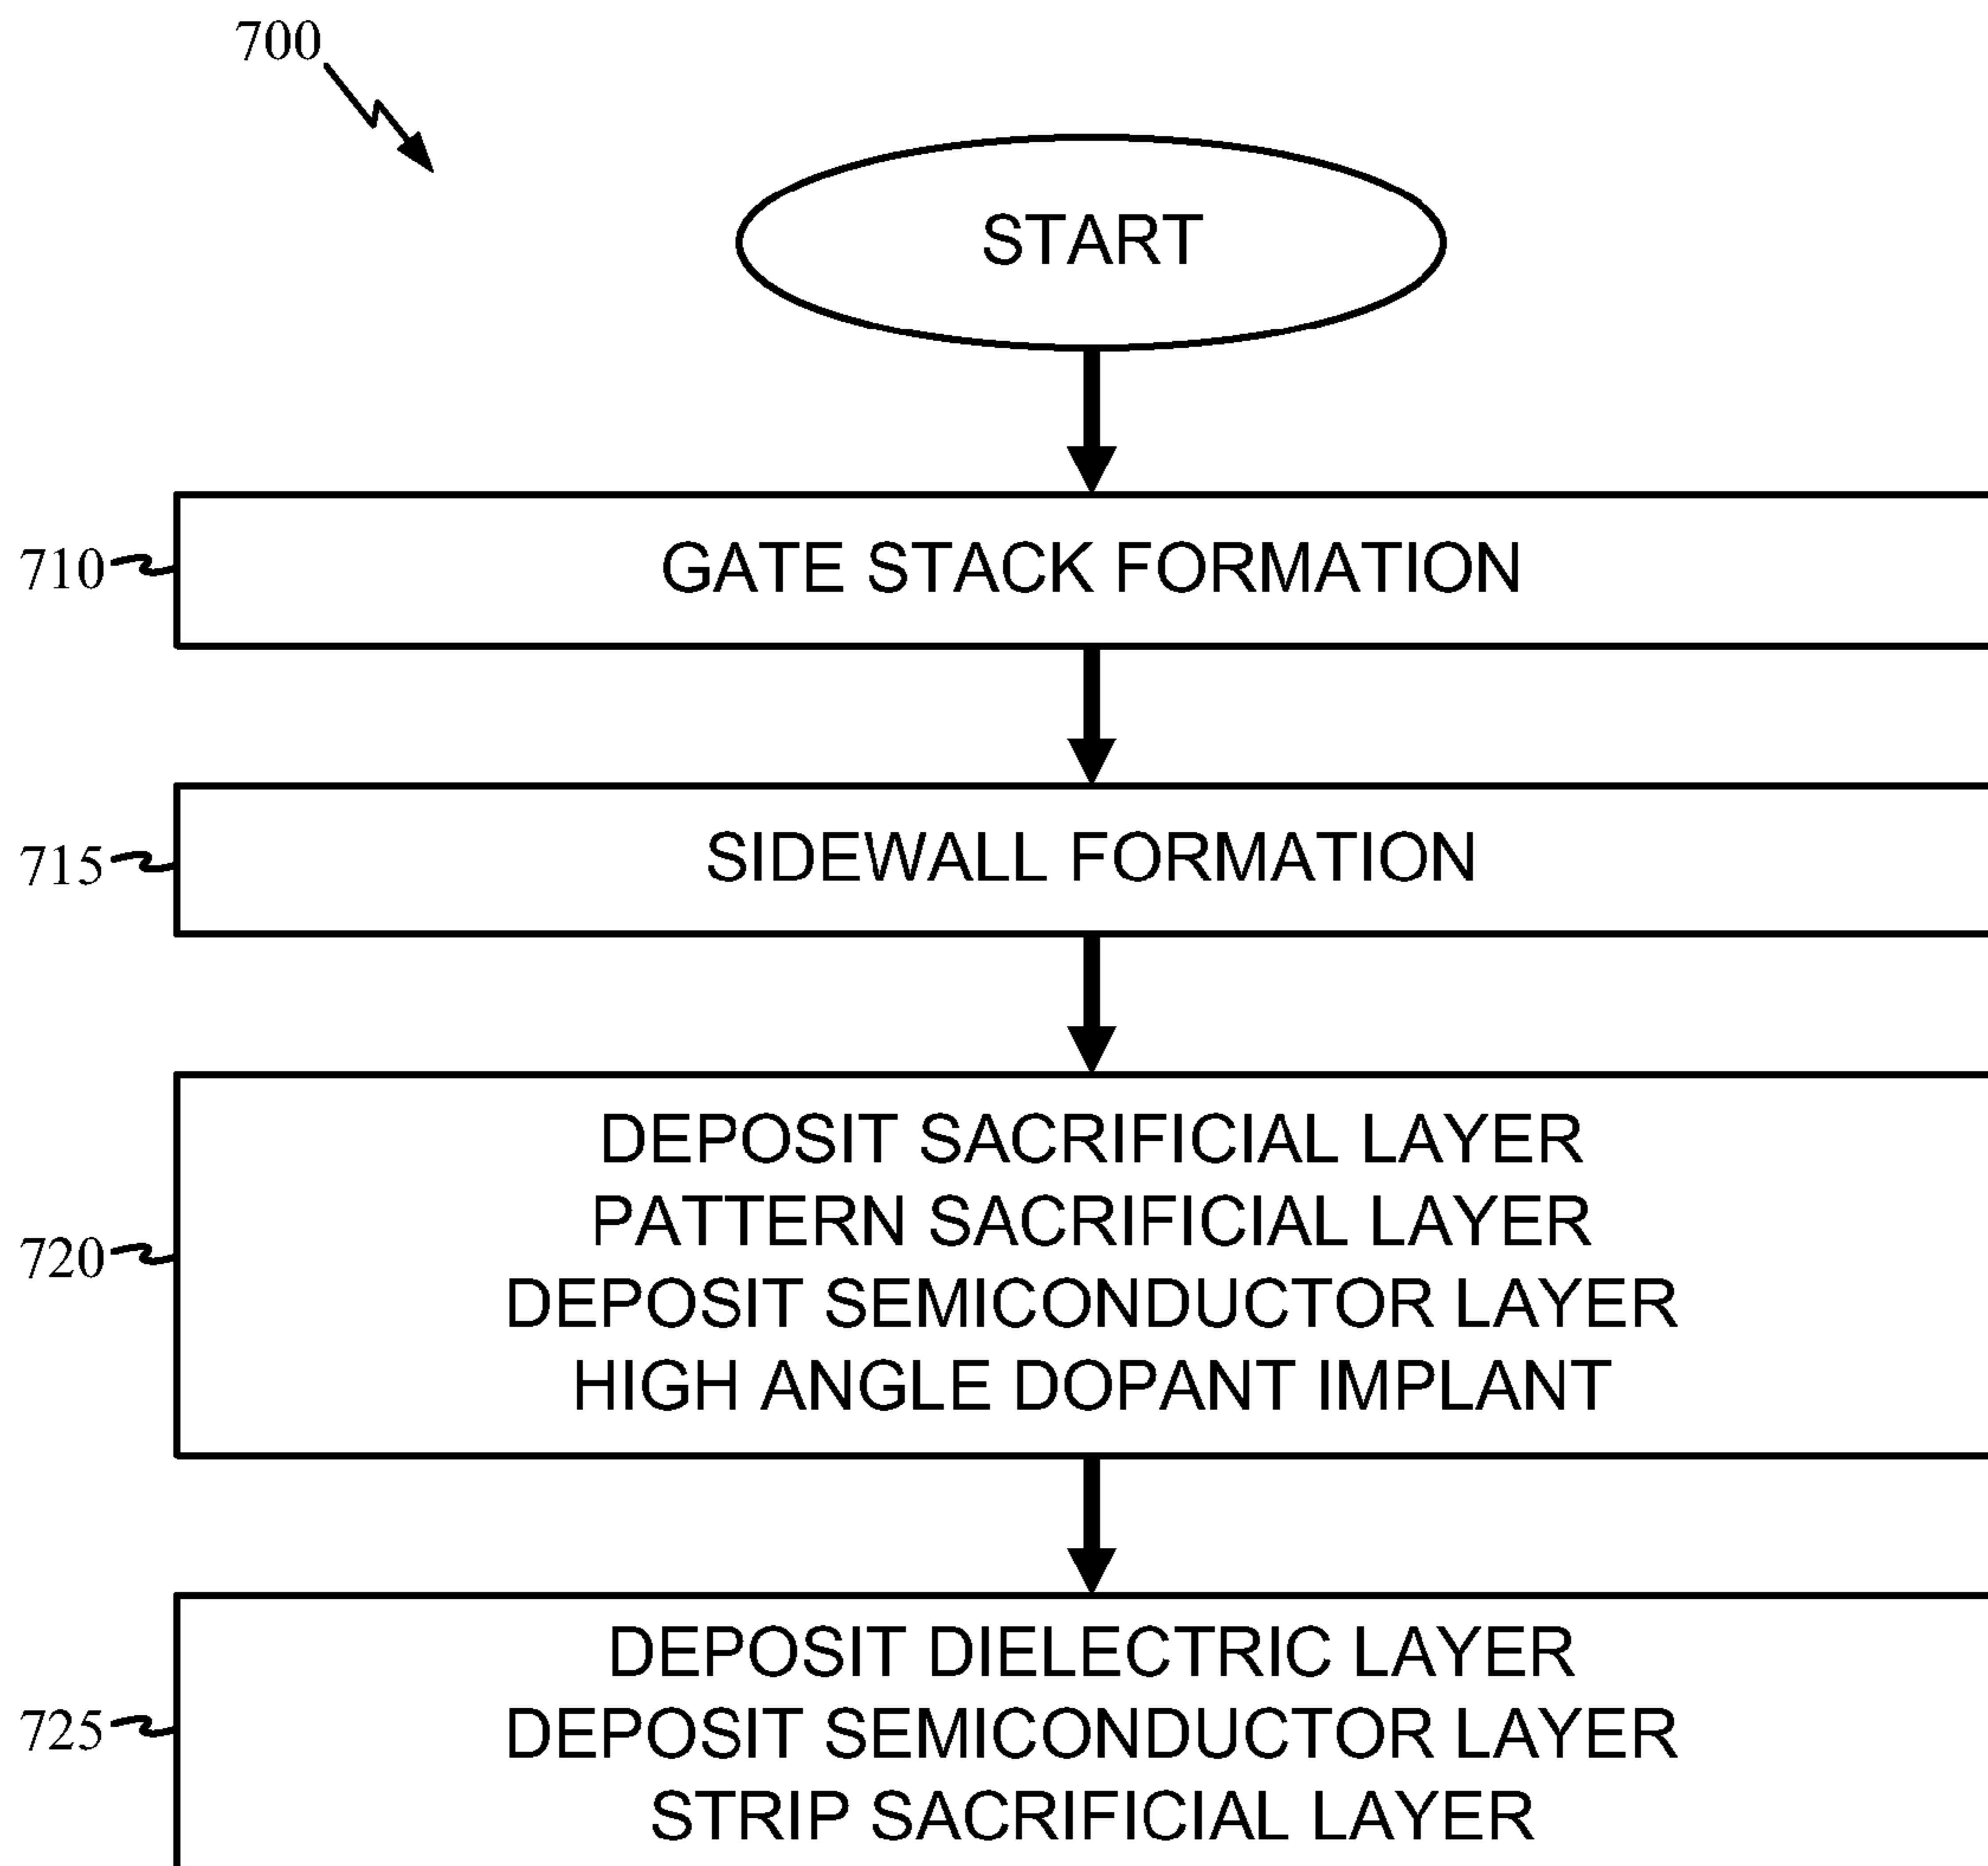 700
START
710
GATE STACK FORMATION
715
SIDEWALL FORMATION
720
DEPOSIT SACRIFICIAL LAYER
PATTERN SACRIFICIAL LAYER
DEPOSIT SEMICONDUCTOR LAYER
HIGH ANGLE DOPANT IMPLANT
725
DEPOSIT DIELECTRIC LAYER
DEPOSIT SEMICONDUCTOR LAYER
STRIP SACRIFICIAL LAYER